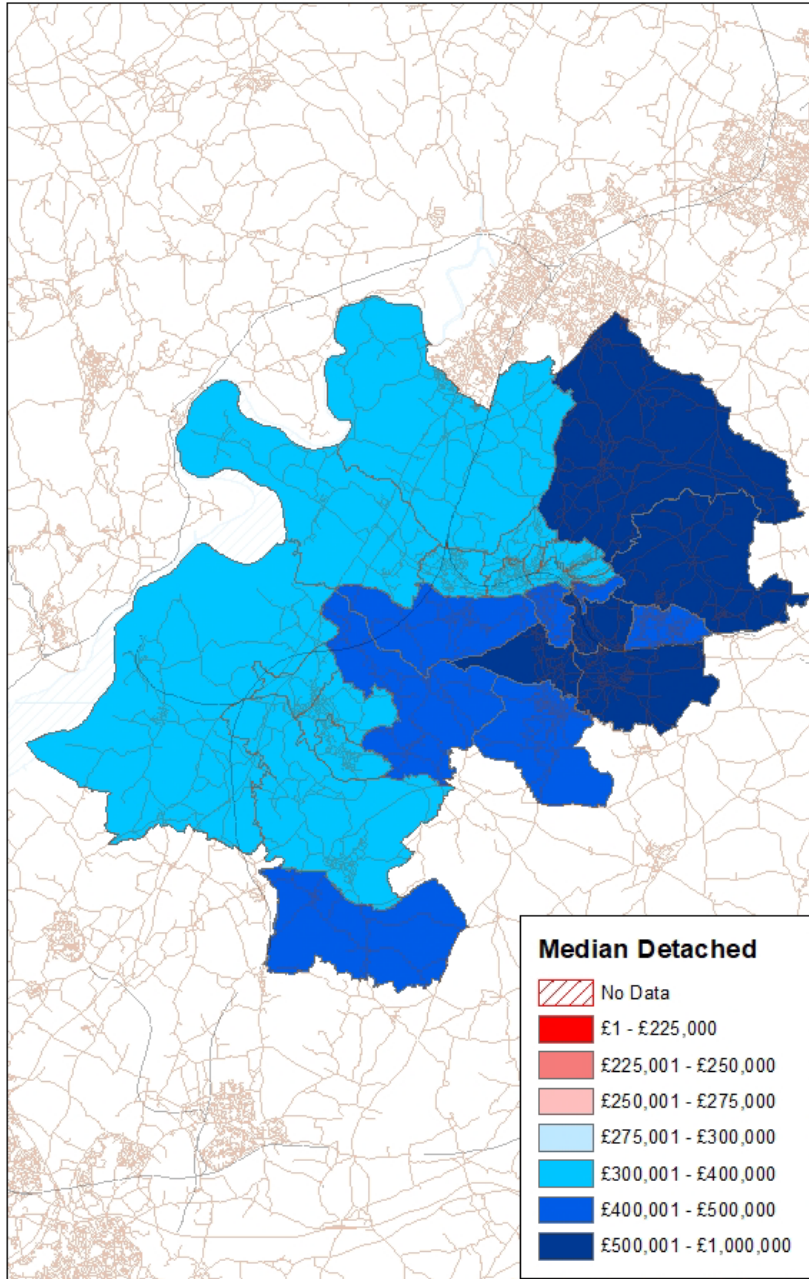 Median Detached
No Data
£1 - £225,000
£225,001 - £250,000
£250,001 - £275,000
£275,001 - £300,000
£300,001 - £400,000
£400,001 - £500,000
£500,001 - £1,000,000